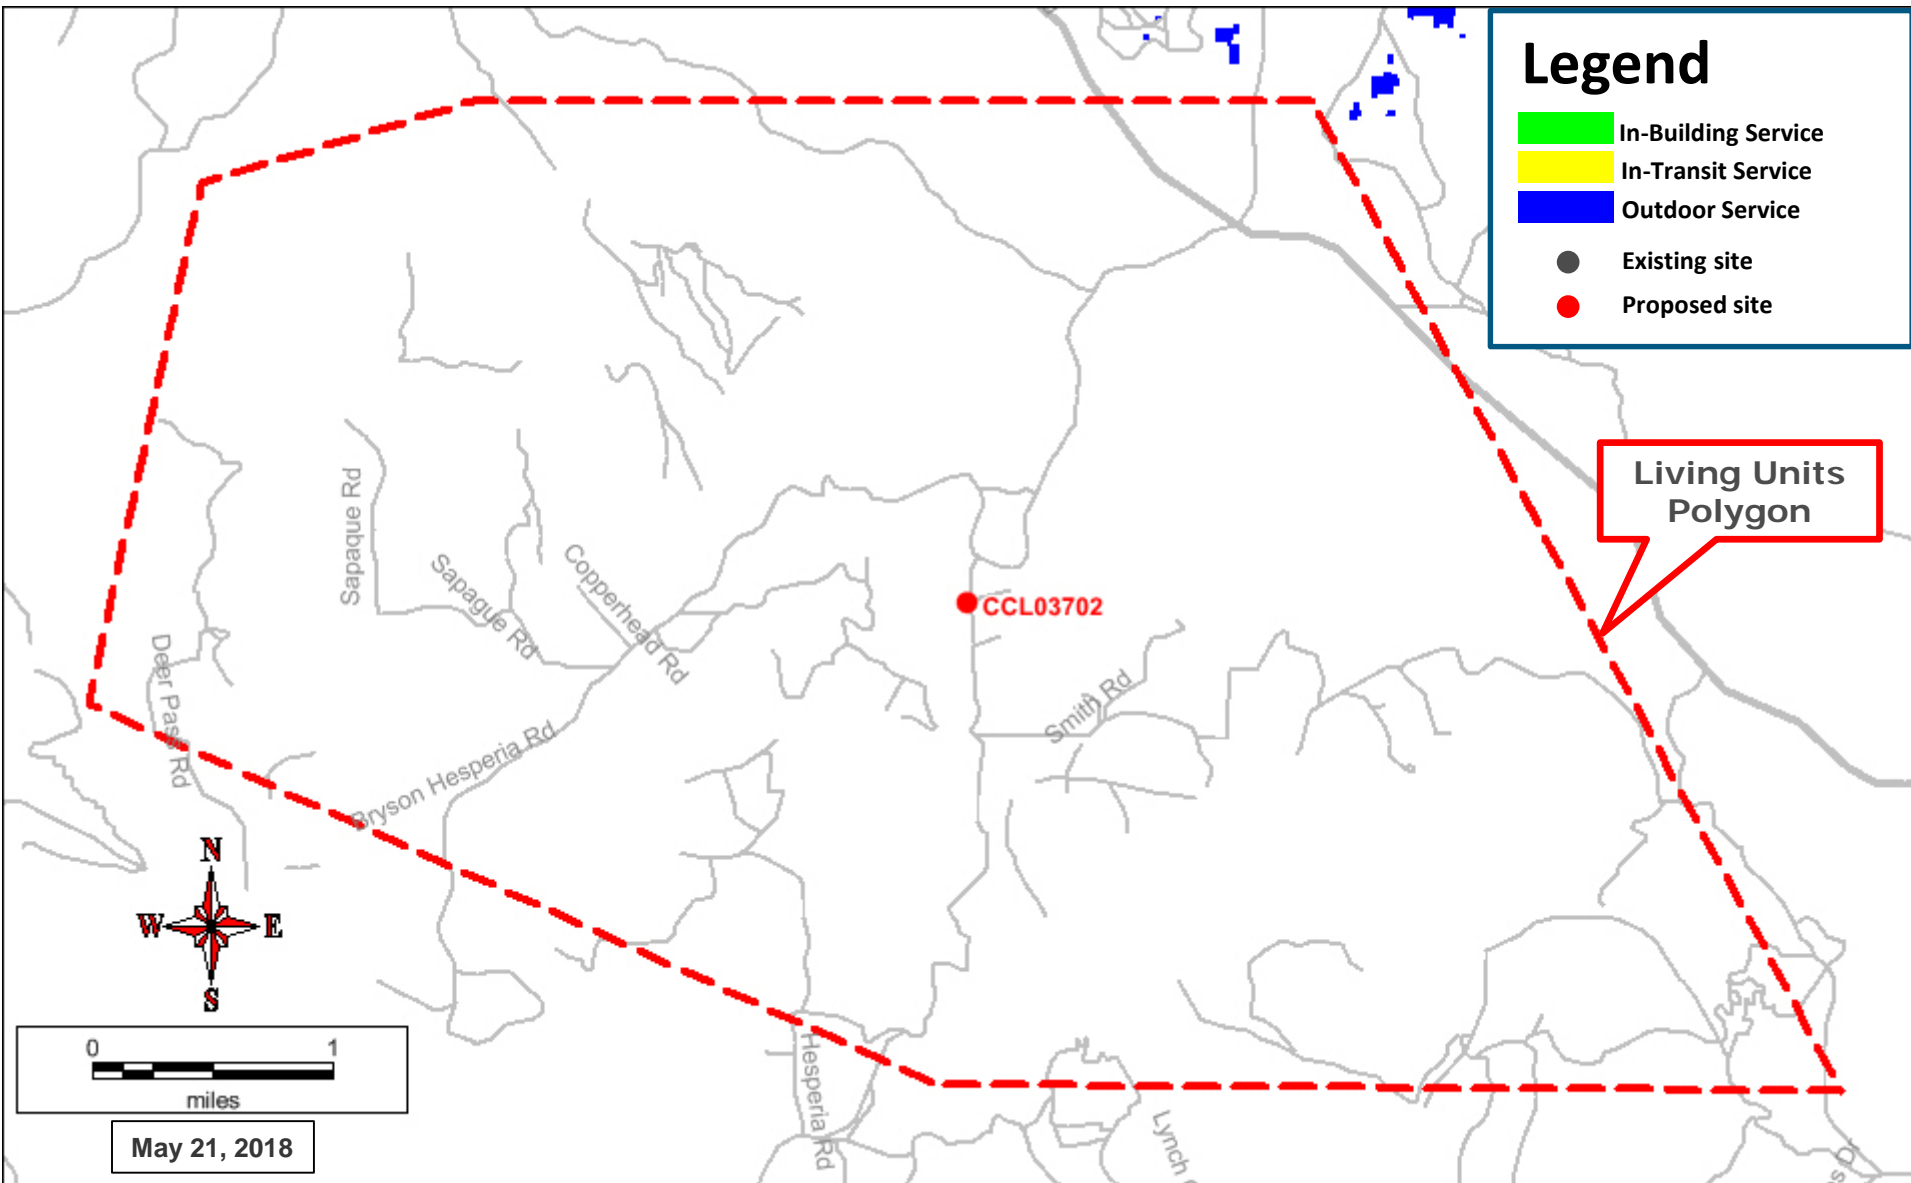 Legend
In-Building Service
In-Transit Service
Outdoor Service
Existing site
Proposed site
Living Units
Polygon
Sapaque Rd
Sapague Rd
Copperhead Rd
CCL03702
Deer Pass Rd
Smith Rd
Bryson Hesperia Rd
N
W
E
S
Hesperia Rd
Lynch
0 1
miles
May 21, 2018